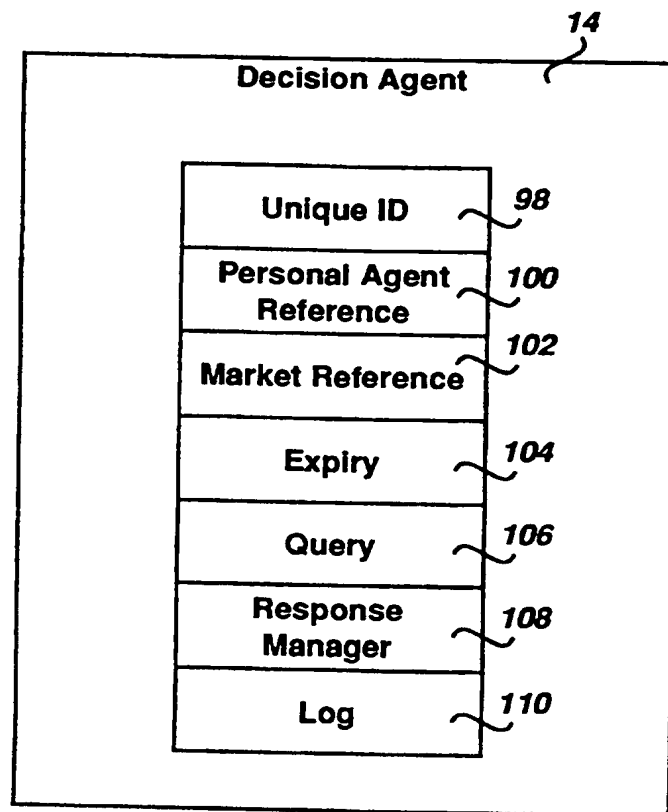 14
Decision Agent
Unique ID
98
Personal Agent
Reference
100
Market Reference
102
Expiry
104
Query
106
Response
Manager
108
Log
110